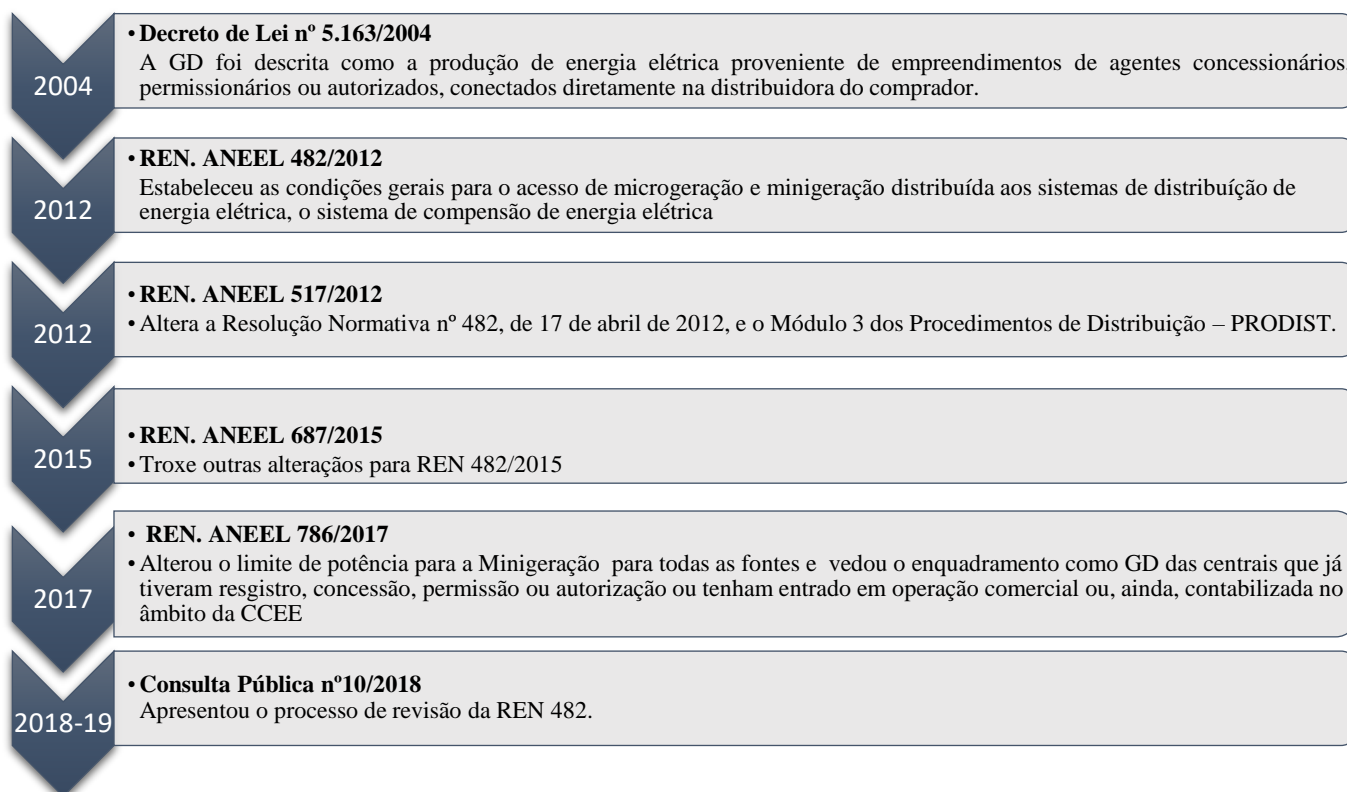 2004
• Decreto de Lei nº 5.163/2004
A GD foi descrita como a produção de energia elétrica proveniente de empreendimentos de agentes concessionários,
permissionários ou autorizados, conectados diretamente na distribuidora do comprador.
2012
• REN. ANEEL 482/2012
Estabeleceu as condições gerais para o acesso de microgeração e minigeração distribuída aos sistemas de distribuíção de
energia elétrica, o sistema de compensão de energia elétrica
2012
• REN. ANEEL 517/2012
• Altera a Resolução Normativa nº 482, de 17 de abril de 2012, e o Módulo 3 dos Procedimentos de Distribuição – PRODIST.
2015
• REN. ANEEL 687/2015
• Troxe outras alteraçãos para REN 482/2015
2017
• REN. ANEEL 786/2017
• Alterou o limite de potência para a Minigeração para todas as fontes e vedou o enquadramento como GD das centrais que já
tiveram resgistro, concessão, permissão ou autorização ou tenham entrado em operação comercial ou, ainda, contabilizada no
âmbito da CCEE
2018-19
• Consulta Pública nº10/2018
Apresentou o processo de revisão da REN 482.